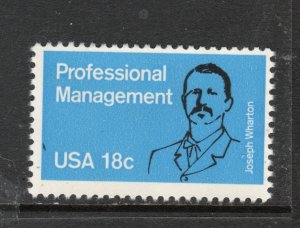 Professional
Management
USA 18c
Joseph Wharton